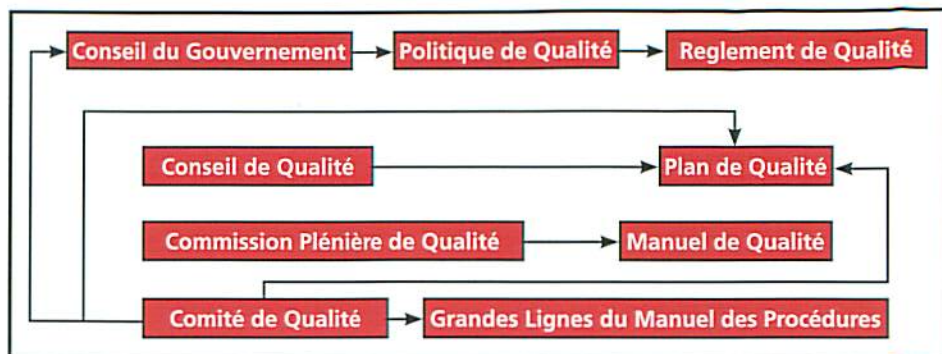 Conseil du Gouvernement
Politique de Qualité
Reglement de Qualité
Conseil de Qualité
Plan de Qualité
Commission Plénière de Qualité
Manuel de Qualité
Comité de Qualité
Grandes Lignes du Manuel des Procédures